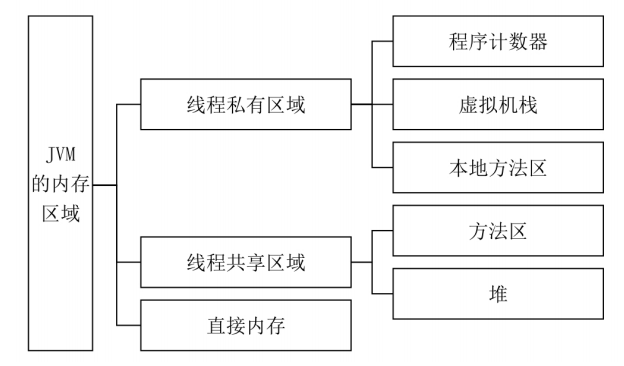 JVM
的内存
区域
线程私有区域
程序计数器
虚拟机栈
本地方法区
线程共享区域
方法区
堆
直接内存